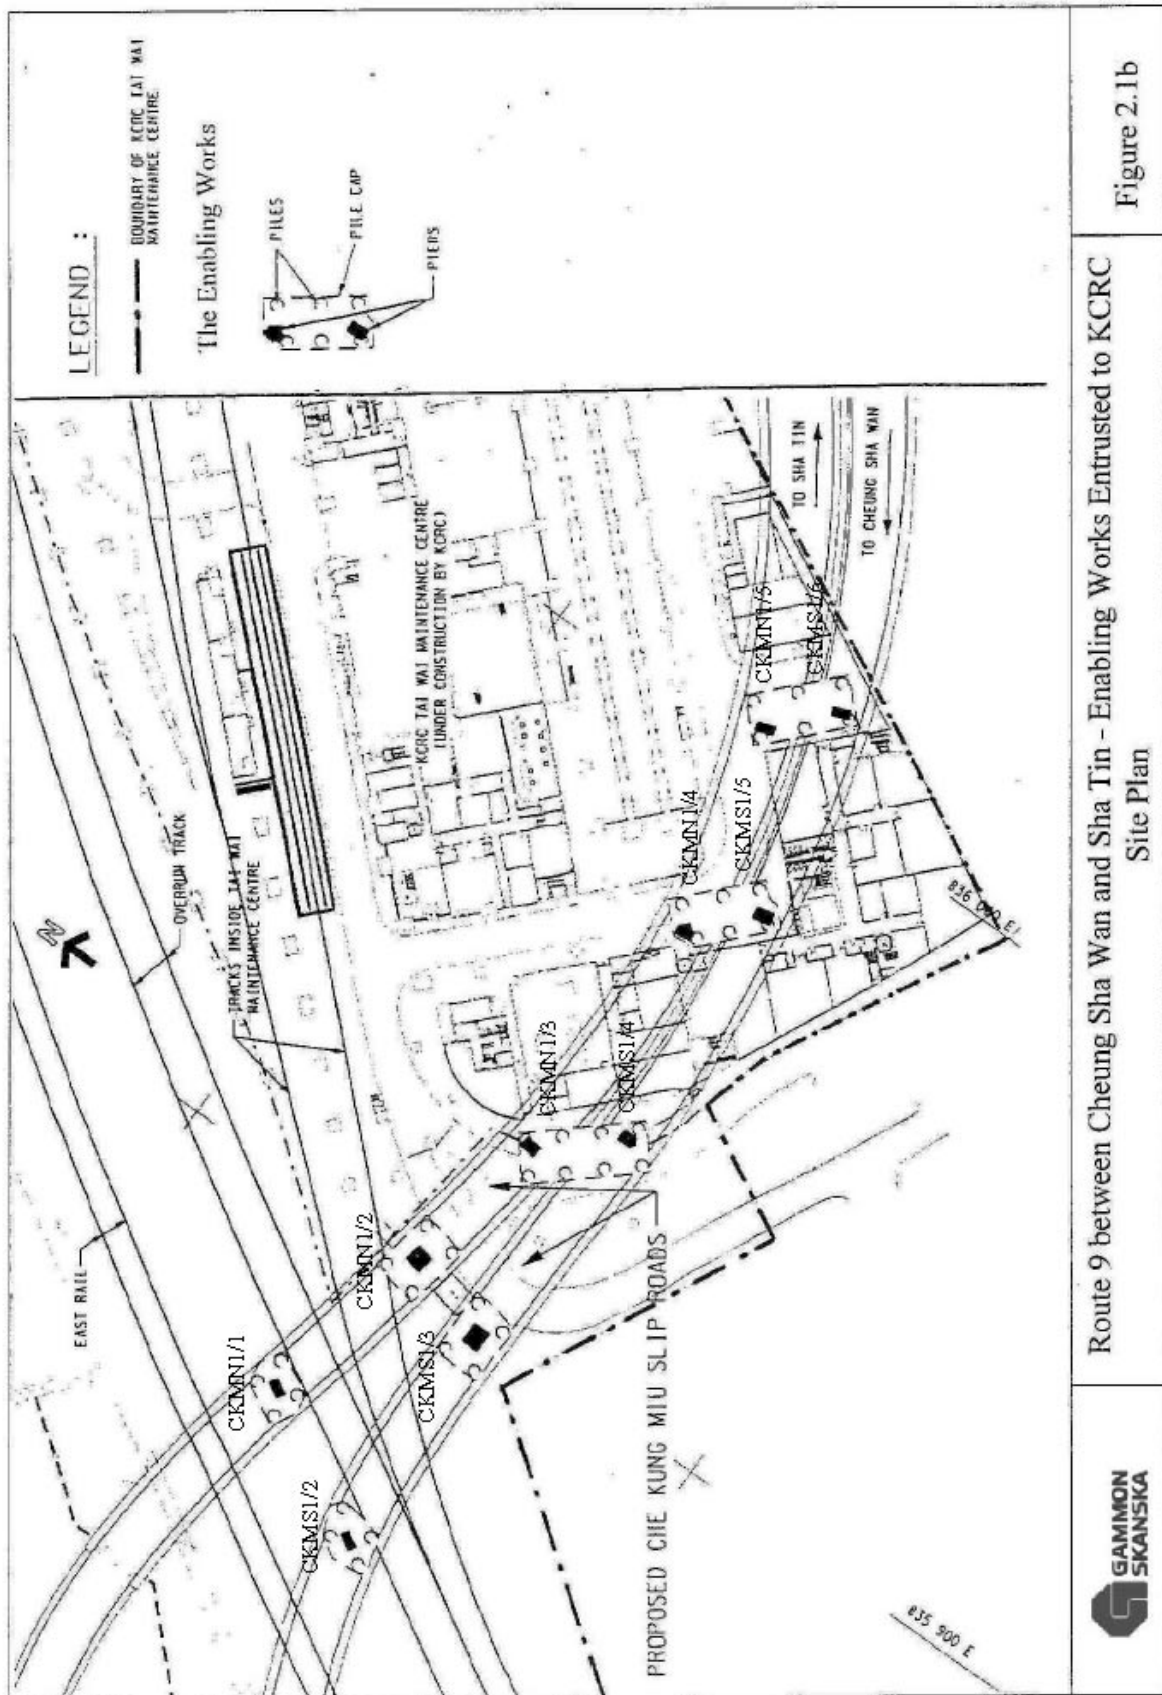 LEGEND :
BOUNDARY OF KCRC TAI WAI
MAINTENANCE CENTRE
The Enabling Works
PILES
PILE CAP
PIERS
N
EAST RAIL
OVERRUN TRACK
TRACKS INSIDE TAI WAI
MAINTENANCE CENTRE
KCRC TAI WAI MAINTENANCE CENTRE
(UNDER CONSTRUCTION BY KCRC)
TO SHA TIN
TO CHEUNG SHA WAN
CKMN1/1
CKMS1/2
CKMN1/2
CKMS1/3
CKMN1/3
CKMS1/4
CKMN1/4
CKMS1/5
CKMN1/5
CKMS1/6
PROPOSED CHE KUNG MIU SLIP ROADS
835 900 E
GAMMON
SKANSKA
Route 9 between Cheung Sha Wan and Sha Tin - Enabling Works Entrusted to KCRC
Site Plan
Figure 2.1b